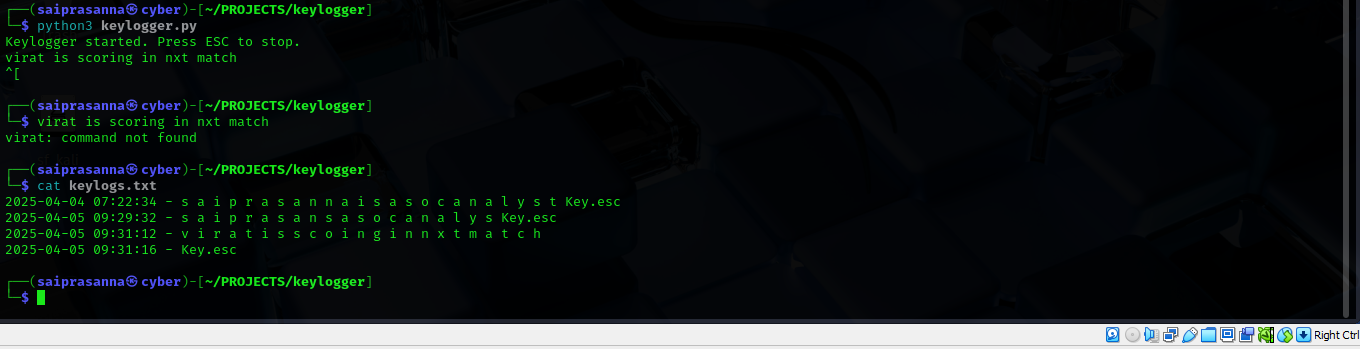 ┌──(saiprasanna㉿cyber)-[~/PROJECTS/keylogger]
└─$ python3 keylogger.py
Keylogger started. Press ESC to stop.
virat is scoring in nxt match
^[
┌──(saiprasanna㉿cyber)-[~/PROJECTS/keylogger]
└─$ virat is scoring in nxt match
virat: command not found
┌──(saiprasanna㉿cyber)-[~/PROJECTS/keylogger]
└─$ cat keylogs.txt
2025-04-04 07:22:34 - s a i p r a s a n n a i s a s o c a n a l y s t Key.esc
2025-04-05 09:29:32 - s a i p r a s a n s a s o c a n a l y s Key.esc
2025-04-05 09:31:12 - v i r a t i s s c o i n g i n n x t m a t c h
2025-04-05 09:31:16 - Key.esc
┌──(saiprasanna㉿cyber)-[~/PROJECTS/keylogger]
└─$
Right Ctrl